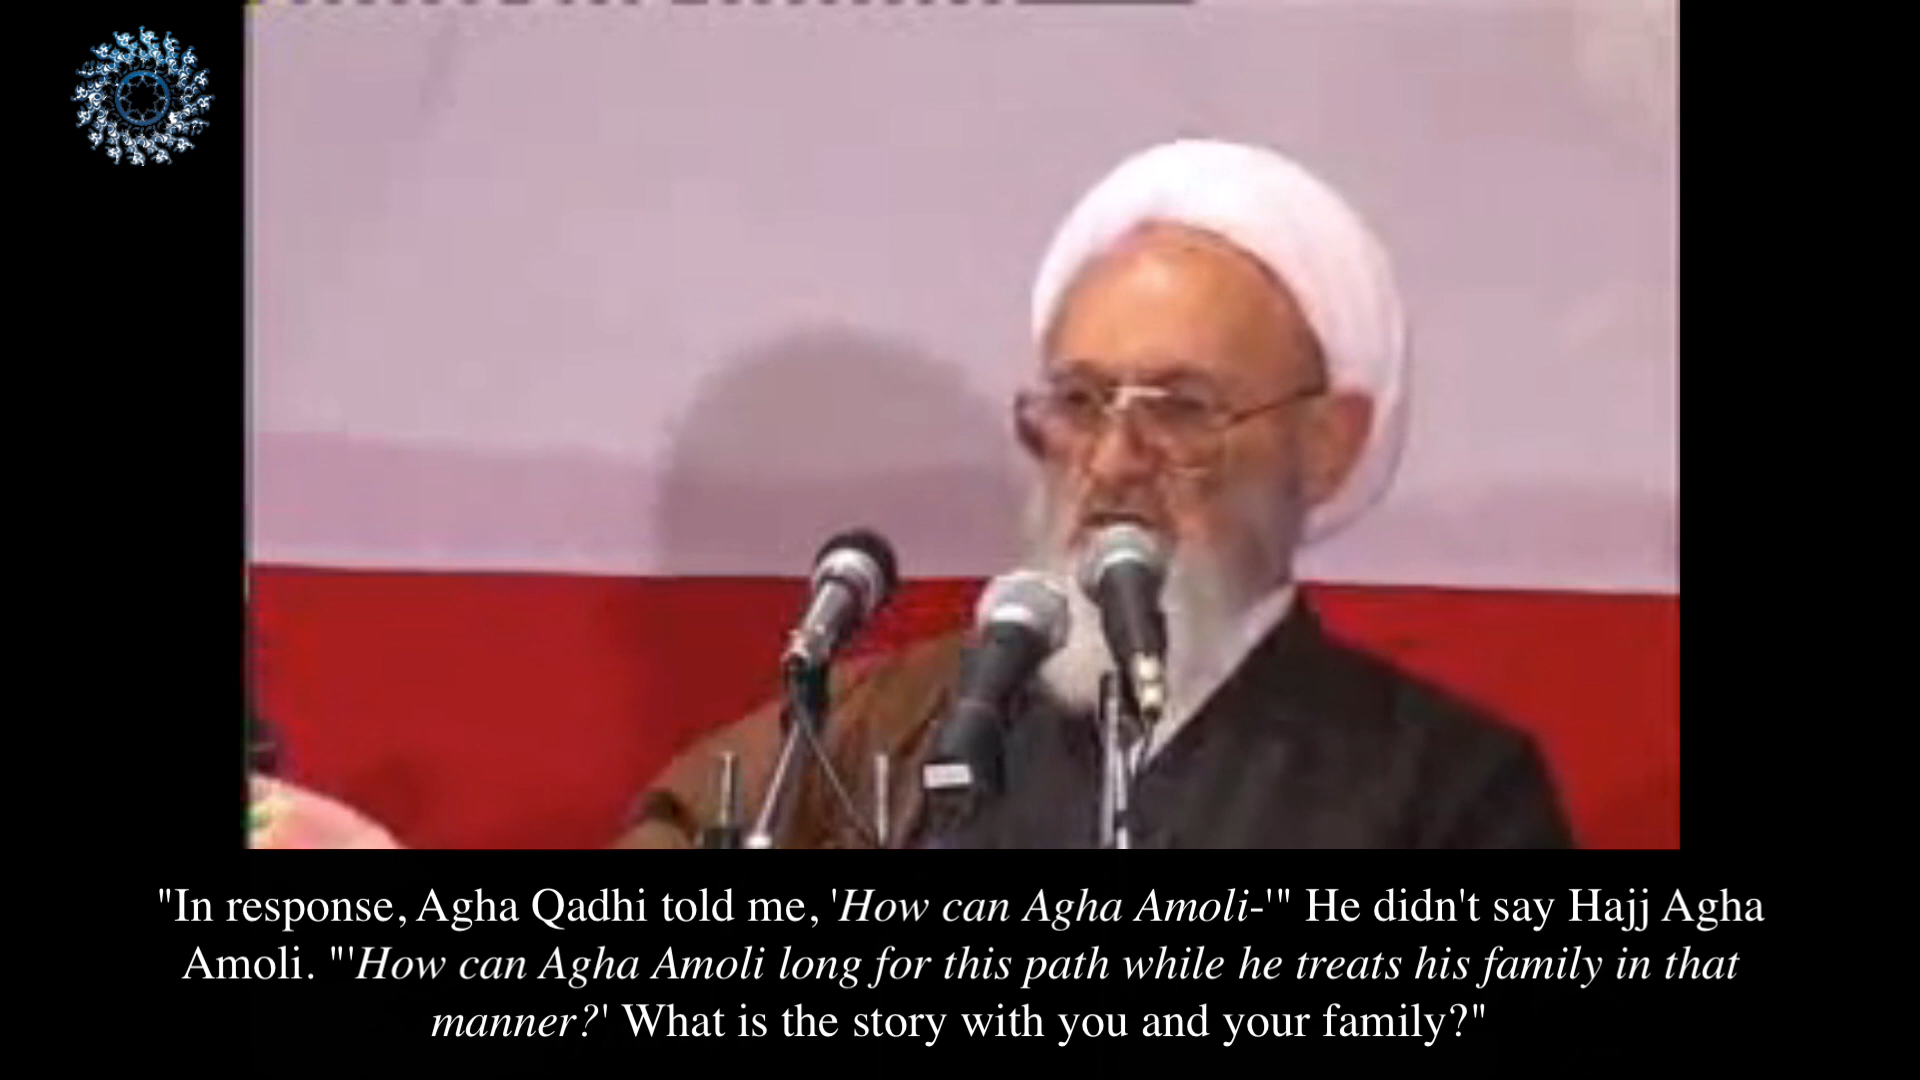 "In response, Agha Qadhi told me, 'How can Agha Amoli-'" He didn't say Hajj Agha
Amoli. "'How can Agha Amoli long for this path while he treats his family in that
manner?' What is the story with you and your family?"